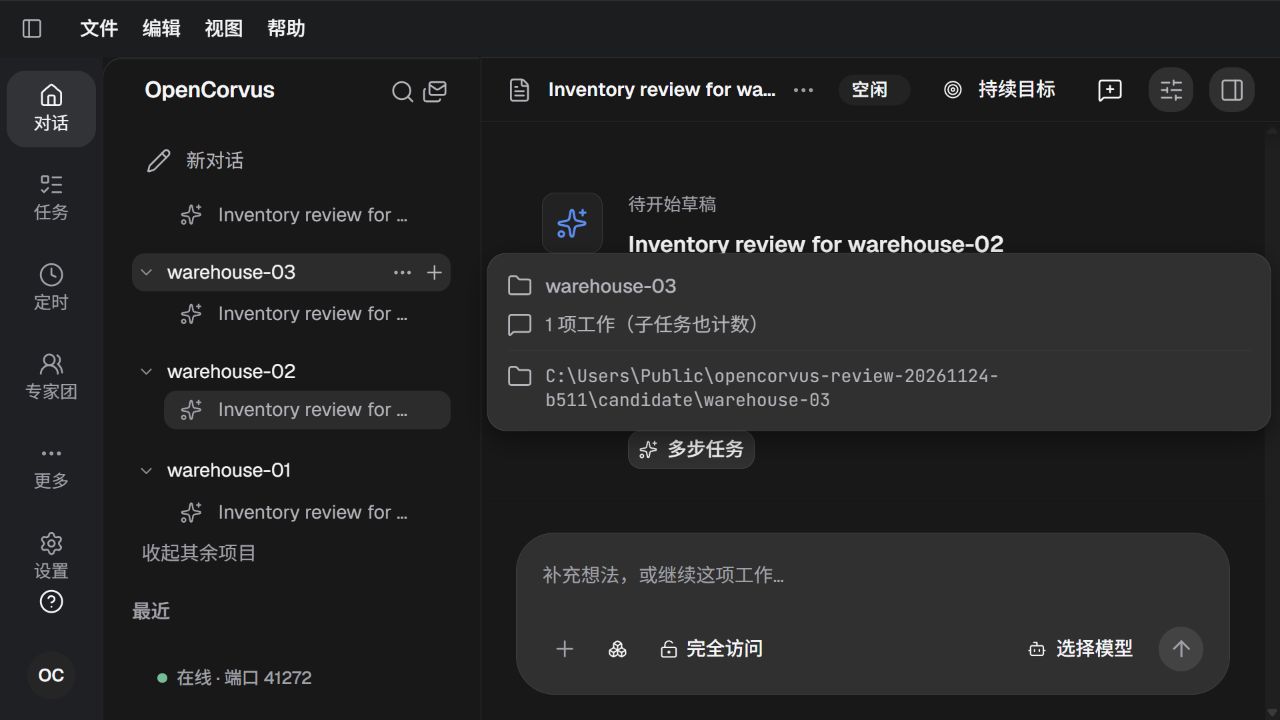 文件 编辑 视图 帮助
对话
任务
定时
专家团
更多
设置
OC
OpenCorvus
新对话
Inventory review for ...
warehouse-03
Inventory review for ...
warehouse-02
Inventory review for ...
warehouse-01
Inventory review for ...
收起其余项目
最近
在线 · 端口 41272
Inventory review for wa...
空闲
持续目标
待开始草稿
Inventory review for warehouse-02
warehouse-03
1 项工作（子任务也计数）
C:\Users\Public\opencorvus-review-20261124-
b511\candidate\warehouse-03
多步任务
补充想法，或继续这项工作...
完全访问
选择模型